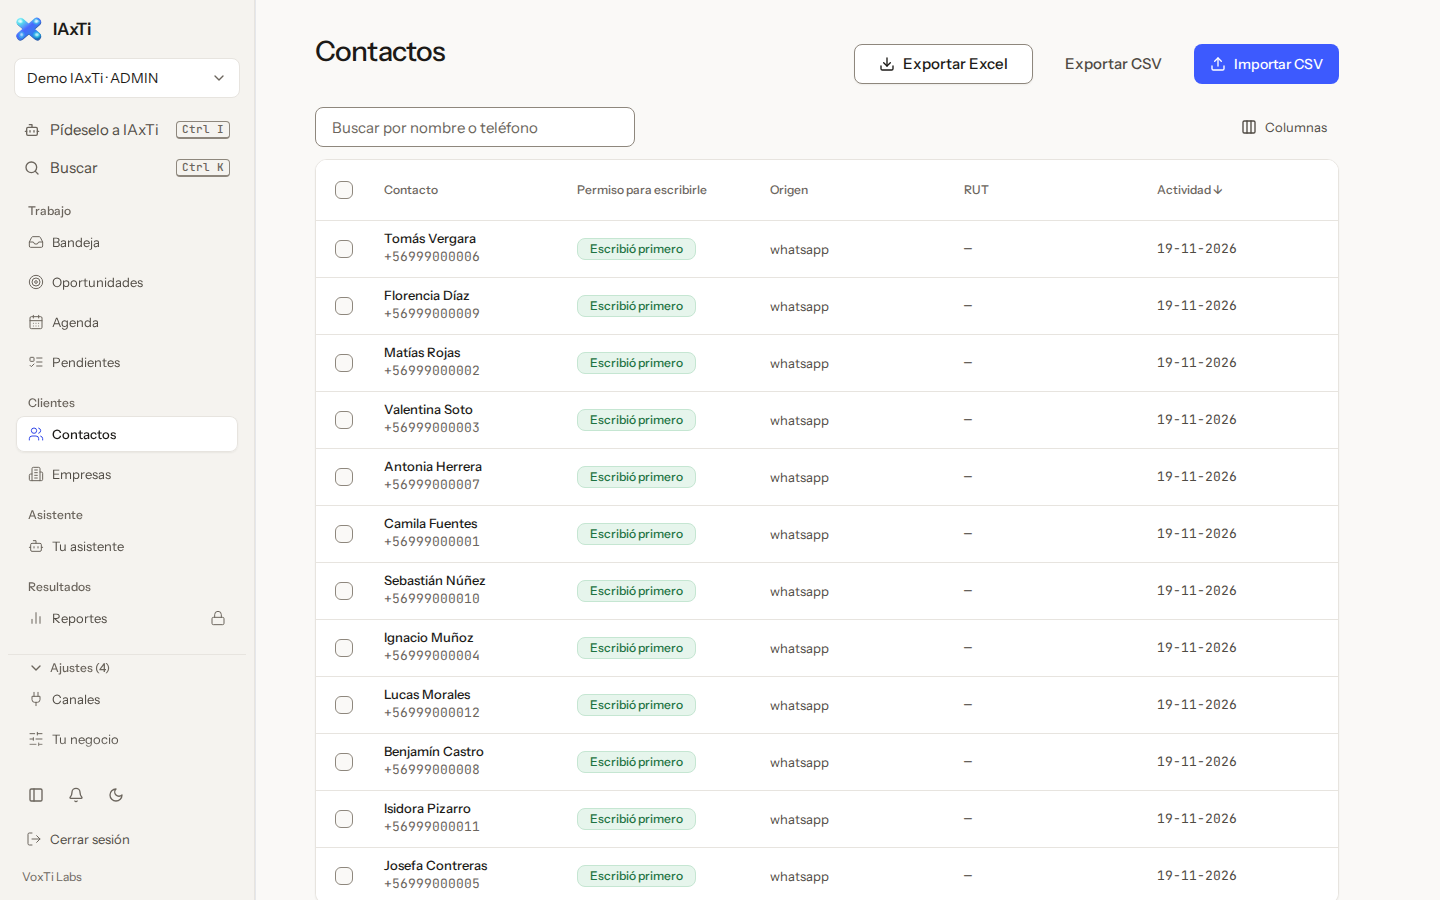 IAxTi
Demo IAxTi · ADMIN
Pídeselo a IAxTi Ctrl I
Buscar Ctrl K
Trabajo
Bandeja
Oportunidades
Agenda
Pendientes
Clientes
Contactos
Empresas
Asistente
Tu asistente
Resultados
Reportes
Ajustes (4)
Canales
Tu negocio
Cerrar sesión
VoxTi Labs
Contactos
Exportar Excel
Exportar CSV
Importar CSV
Buscar por nombre o teléfono
Columnas
Contacto Permiso para escribirle Origen RUT Actividad ↓
Tomás Vergara
+56999000006 Escribió primero whatsapp — 19-11-2026
Florencia Díaz
+56999000009 Escribió primero whatsapp — 19-11-2026
Matías Rojas
+56999000002 Escribió primero whatsapp — 19-11-2026
Valentina Soto
+56999000003 Escribió primero whatsapp — 19-11-2026
Antonia Herrera
+56999000007 Escribió primero whatsapp — 19-11-2026
Camila Fuentes
+56999000001 Escribió primero whatsapp — 19-11-2026
Sebastián Núñez
+56999000010 Escribió primero whatsapp — 19-11-2026
Ignacio Muñoz
+56999000004 Escribió primero whatsapp — 19-11-2026
Lucas Morales
+56999000012 Escribió primero whatsapp — 19-11-2026
Benjamín Castro
+56999000008 Escribió primero whatsapp — 19-11-2026
Isidora Pizarro
+56999000011 Escribió primero whatsapp — 19-11-2026
Josefa Contreras
+56999000005 Escribió primero whatsapp — 19-11-2026